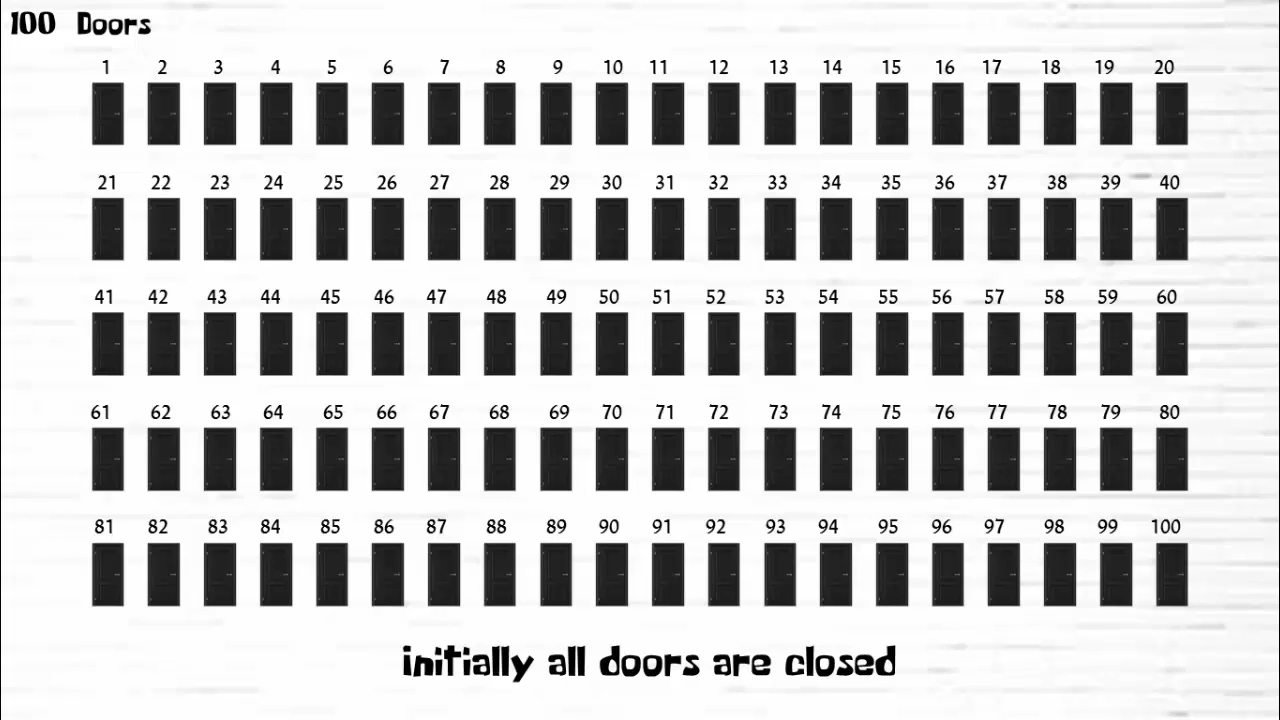 100 Doors
1 2 3 4 5 6 7 8 9 10 11 12 13 14 15 16 17 18 19 20
21 22 23 24 25 26 27 28 29 30 31 32 33 34 35 36 37 38 39 40
41 42 43 44 45 46 47 48 49 50 51 52 53 54 55 56 57 58 59 60
61 62 63 64 65 66 67 68 69 70 71 72 73 74 75 76 77 78 79 80
81 82 83 84 85 86 87 88 89 90 91 92 93 94 95 96 97 98 99 100
initially all doors are closed